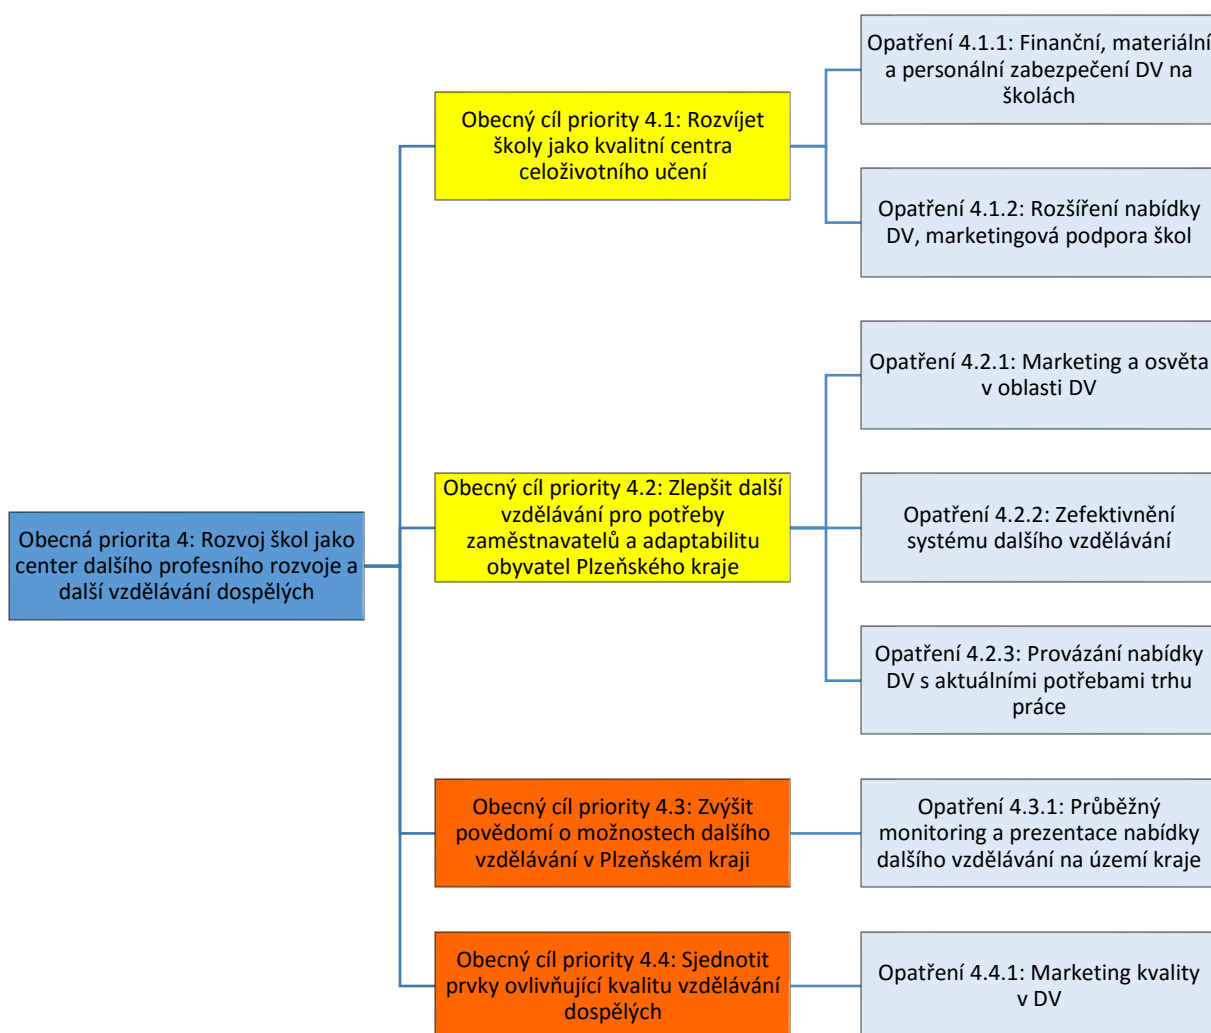 Obecná priorita 4: Rozvoj škol jako
center dalšího profesního rozvoje a
další vzdělávání dospělých
Obecný cíl priority 4.1: Rozvíjet
školy jako kvalitní centra
celoživotního učení
Opatření 4.1.1: Finanční, materiální
a personální zabezpečení DV na
školách
Opatření 4.1.2: Rozšíření nabídky
DV, marketingová podpora škol
Obecný cíl priority 4.2: Zlepšit další
vzdělávání pro potřeby
zaměstnavatelů a adaptabilitu
obyvatel Plzeňského kraje
Opatření 4.2.1: Marketing a osvěta
v oblasti DV
Opatření 4.2.2: Zefektivnění
systému dalšího vzdělávání
Opatření 4.2.3: Provázání nabídky
DV s aktuálními potřebami trhu
práce
Obecný cíl priority 4.3: Zvýšit
povědomí o možnostech dalšího
vzdělávání v Plzeňském kraji
Opatření 4.3.1: Průběžný
monitoring a prezentace nabídky
dalšího vzdělávání na území kraje
Obecný cíl priority 4.4: Sjednotit
prvky ovlivňující kvalitu vzdělávání
dospělých
Opatření 4.4.1: Marketing kvality
v DV